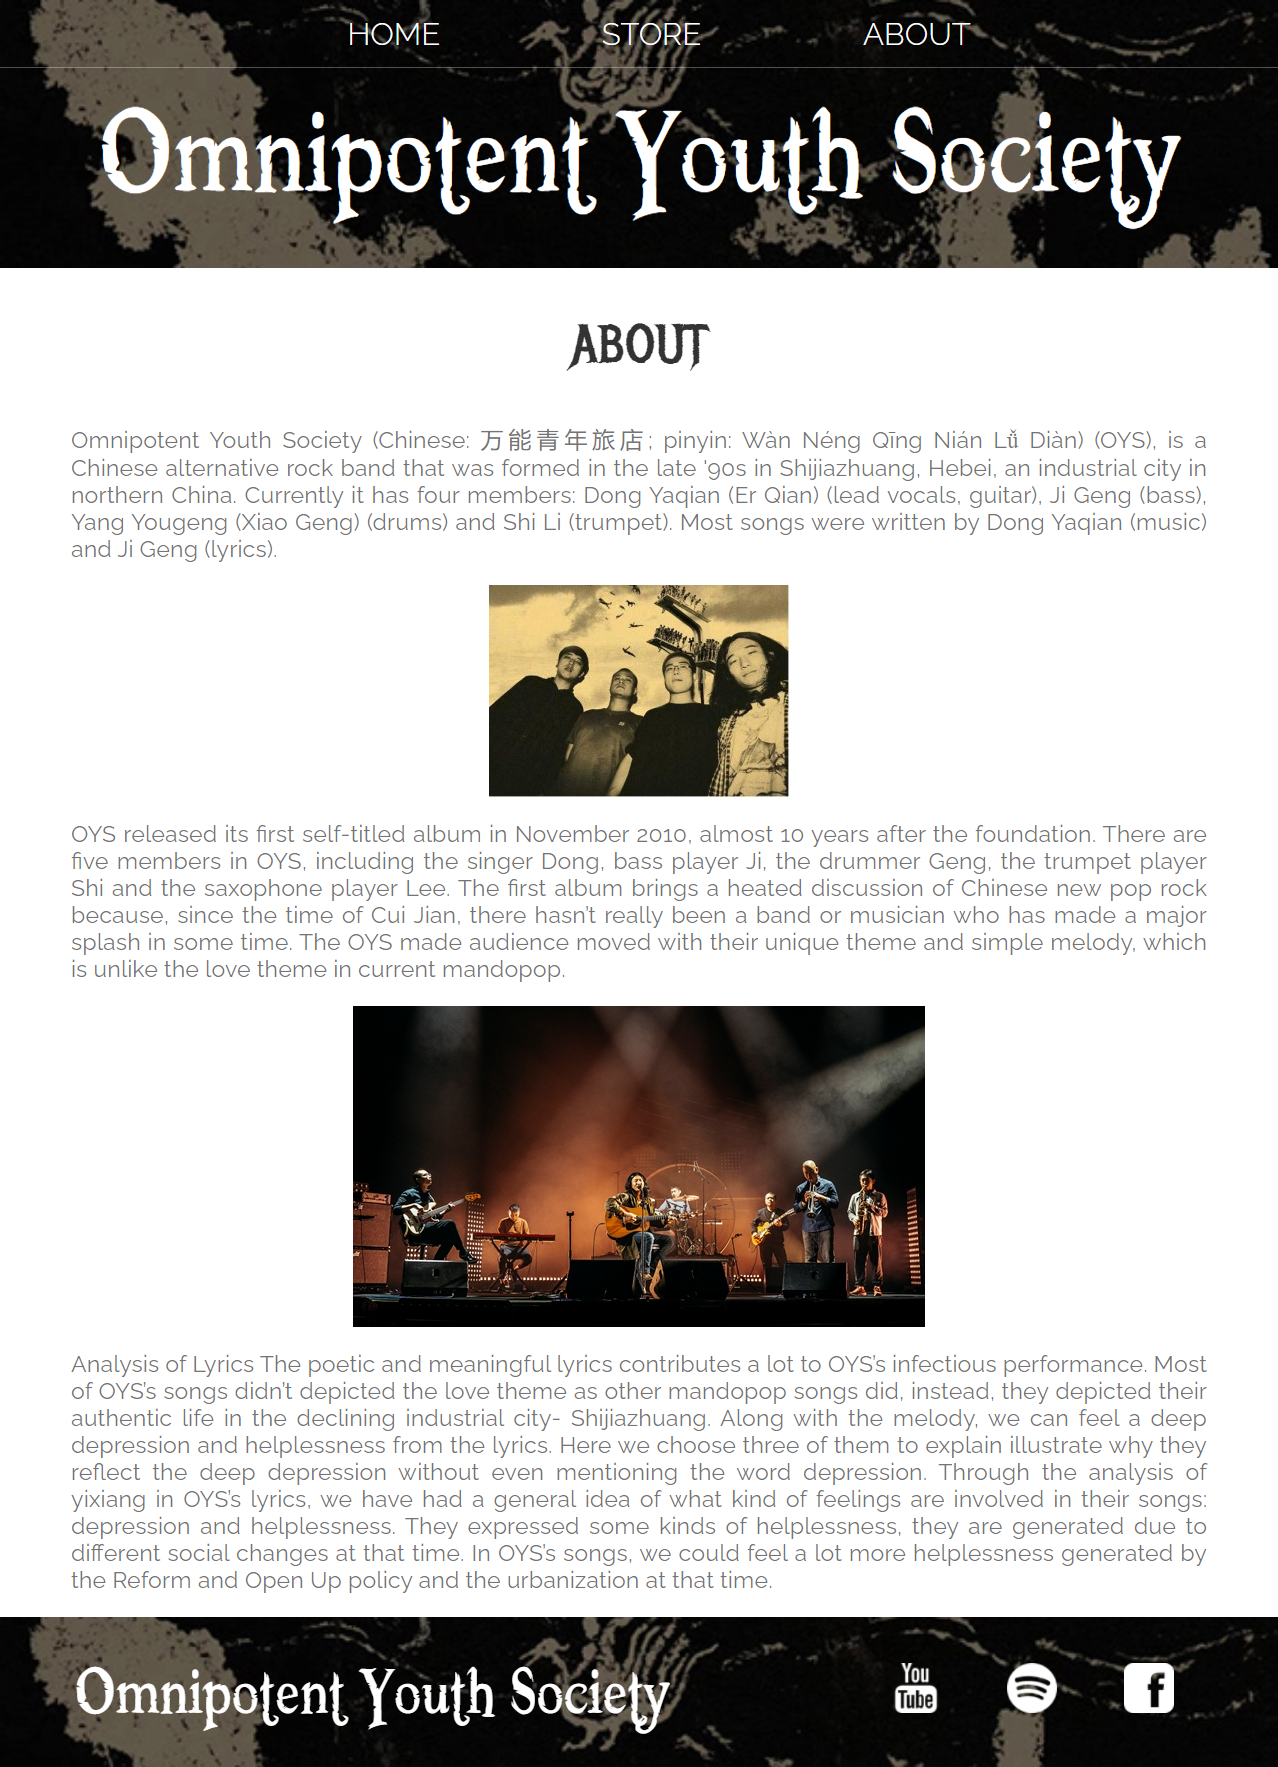 HOME STORE ABOUT
Omnipotent Youth Society
ABOUT
Omnipotent Youth Society (Chinese: 万能青年旅店; pinyin: Wàn Néng Qīng Nián Lǚ Diàn) (OYS), is a
Chinese alternative rock band that was formed in the late '90s in Shijiazhuang, Hebei, an industrial city in
northern China. Currently it has four members: Dong Yaqian (Er Qian) (lead vocals, guitar), Ji Geng (bass),
Yang Yougeng (Xiao Geng) (drums) and Shi Li (trumpet). Most songs were written by Dong Yaqian (music)
and Ji Geng (lyrics).
OYS released its first self-titled album in November 2010, almost 10 years after the foundation. There are
five members in OYS, including the singer Dong, bass player Ji, the drummer Geng, the trumpet player
Shi and the saxophone player Lee. The first album brings a heated discussion of Chinese new pop rock
because, since the time of Cui Jian, there hasn’t really been a band or musician who has made a major
splash in some time. The OYS made audience moved with their unique theme and simple melody, which
is unlike the love theme in current mandopop.
Analysis of Lyrics The poetic and meaningful lyrics contributes a lot to OYS’s infectious performance. Most
of OYS’s songs didn’t depicted the love theme as other mandopop songs did, instead, they depicted their
authentic life in the declining industrial city- Shijiazhuang. Along with the melody, we can feel a deep
depression and helplessness from the lyrics. Here we choose three of them to explain illustrate why they
reflect the deep depression without even mentioning the word depression. Through the analysis of
yixiang in OYS’s lyrics, we have had a general idea of what kind of feelings are involved in their songs:
depression and helplessness. They expressed some kinds of helplessness, they are generated due to
different social changes at that time. In OYS’s songs, we could feel a lot more helplessness generated by
the Reform and Open Up policy and the urbanization at that time.
Omnipotent Youth Society
You
Tube
f